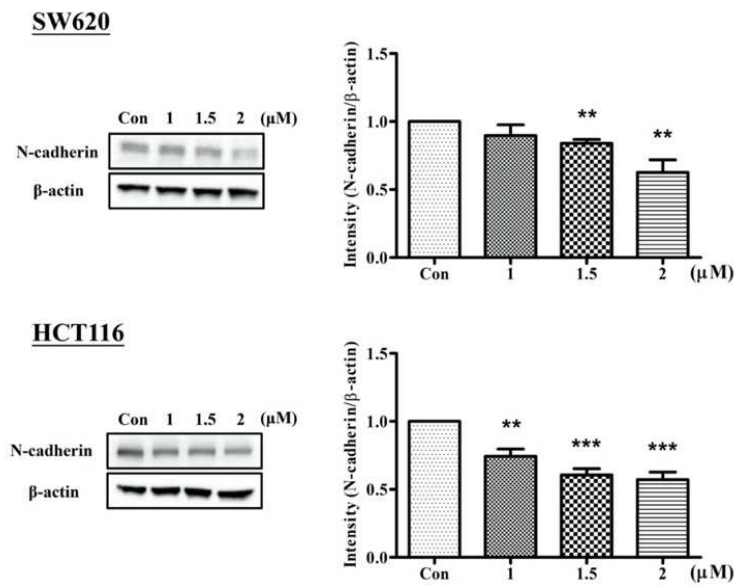 SW620
Con 1 1.5 2 (μM)
N-cadherin
β-actin
Intensity (N-cadherin/β-actin)
1.5
1.0
0.5
0.0
**
**
Con 1 1.5 2 (μM)
HCT116
Con 1 1.5 2 (μM)
N-cadherin
β-actin
Intensity (N-cadherin/β-actin)
1.5
1.0
0.5
0.0
**
***
***
Con 1 1.5 2 (μM)